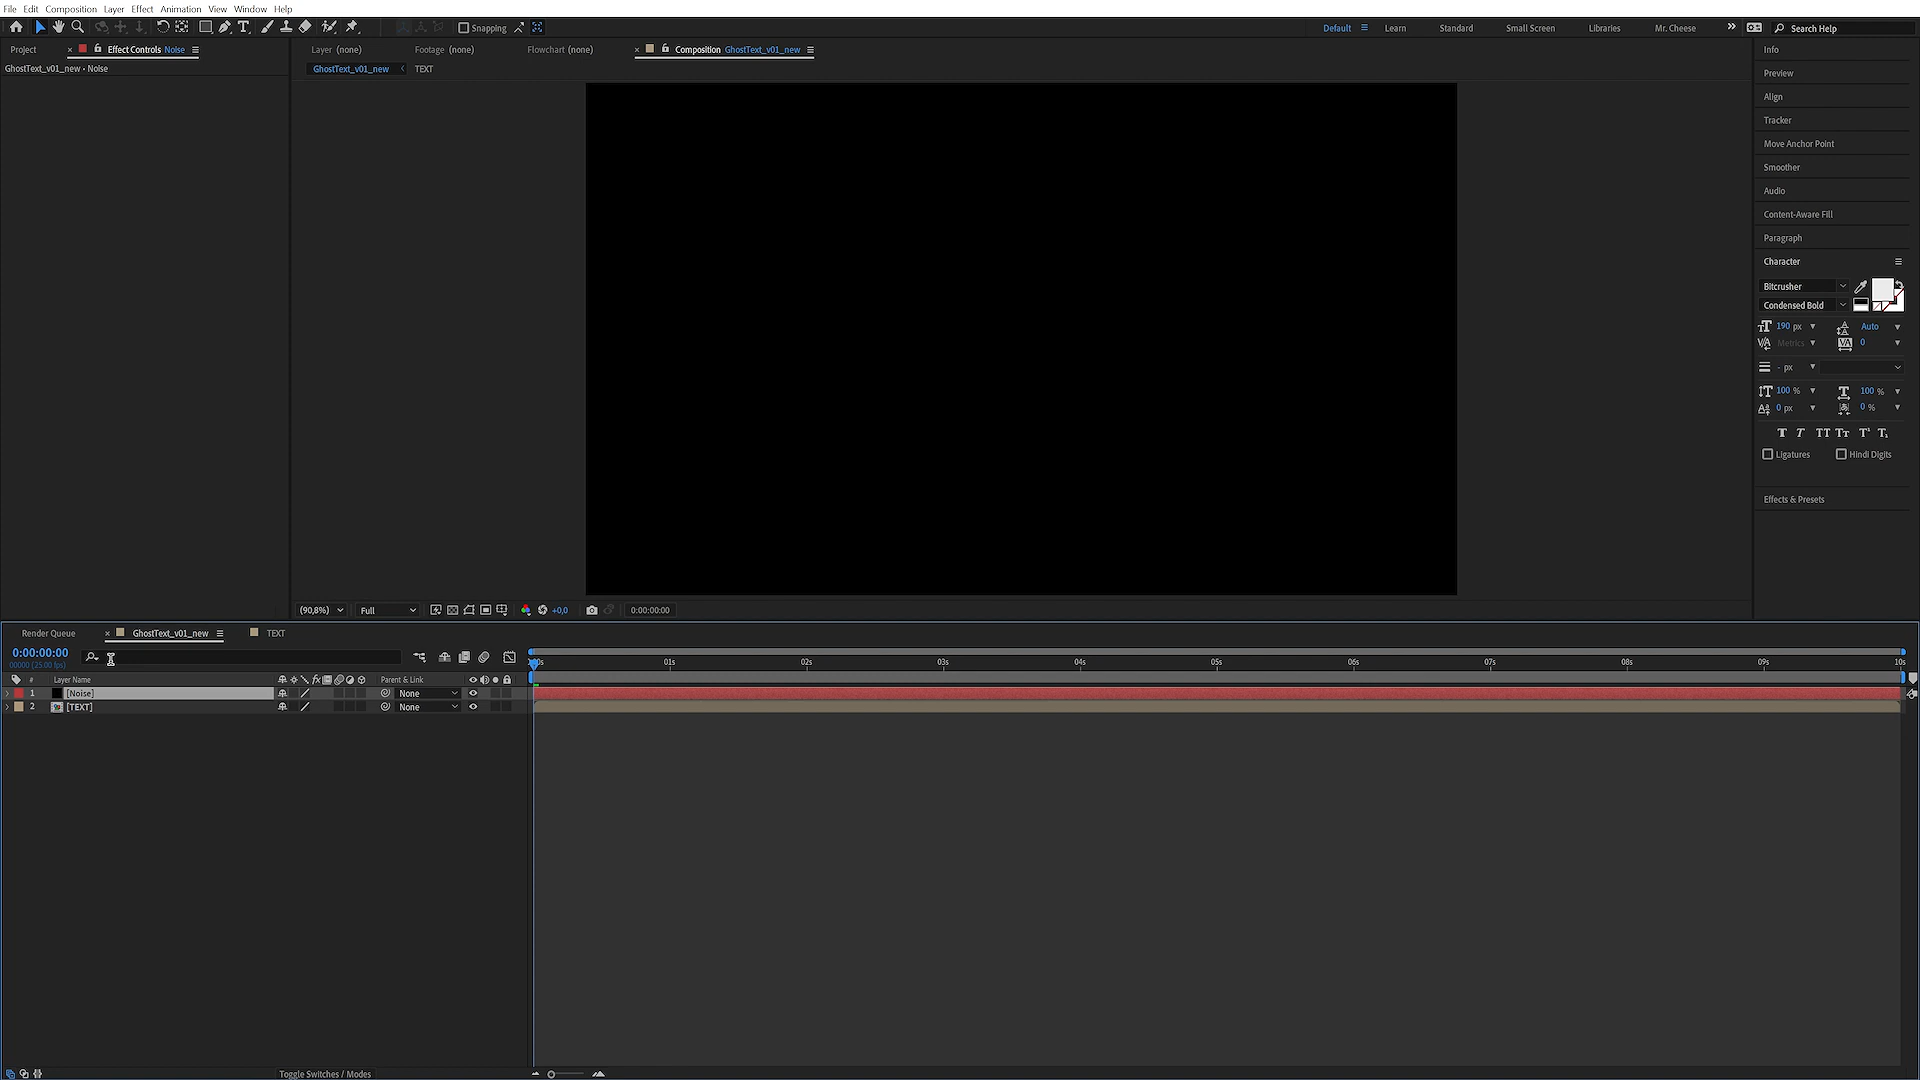 File Edit Composition Layer Effect Animation View Window Help
Snapping
Default Learn Standard Small Screen Libraries Mr. Cheese Search Help
Project Effect Controls Noise
Layer (none) Footage (none) Flowchart (none) Composition GhostText_v01_new
GhostText_v01_new • Noise
GhostText_v01_new TEXT
Info
Preview
Align
Tracker
Move Anchor Point
Smoother
Audio
Content-Aware Fill
Paragraph
Character
Bitcrusher
Condensed Bold
190 px Auto
Metrics 0
- px
100 % 100 %
0 px 0 %
Ligatures Hindi Digits
Effects & Presets
(90,8%) Full +0,0 0:00:00:00
Render Queue GhostText_v01_new TEXT
0:00:00:00
00000 (25.00 fps)
:00s 01s 02s 03s 04s 05s 06s 07s 08s 09s 10s
# Layer Name Parent & Link
1 [Noise] None
2 [TEXT] None
Toggle Switches / Modes